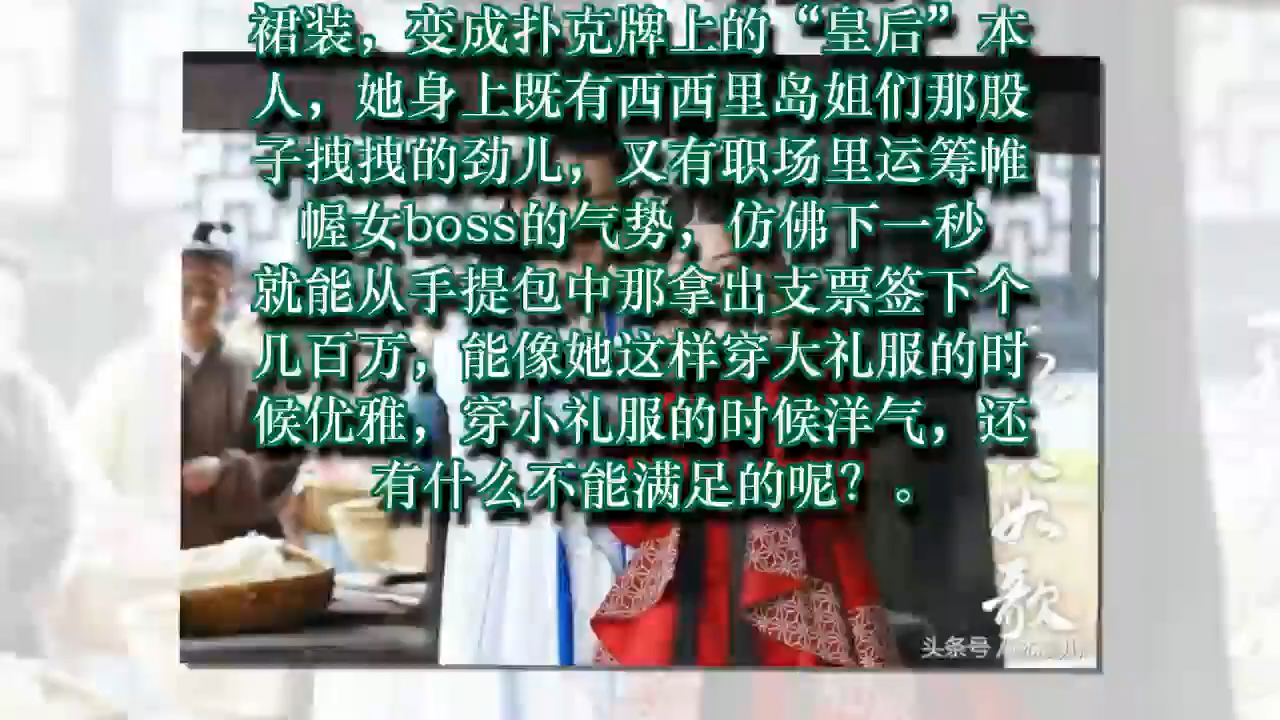 裙装，变成扑克牌上的“皇后”本
人，她身上既有西西里岛姐们那股
子拽拽的劲儿，又有职场里运筹帷
幄女boss的气势，仿佛下一秒
就能从手提包中那拿出支票签下个
几百万，能像她这样穿大礼服的时
候优雅，穿小礼服的时候洋气，还
有什么不能满足的呢？。
如
歌
头条号